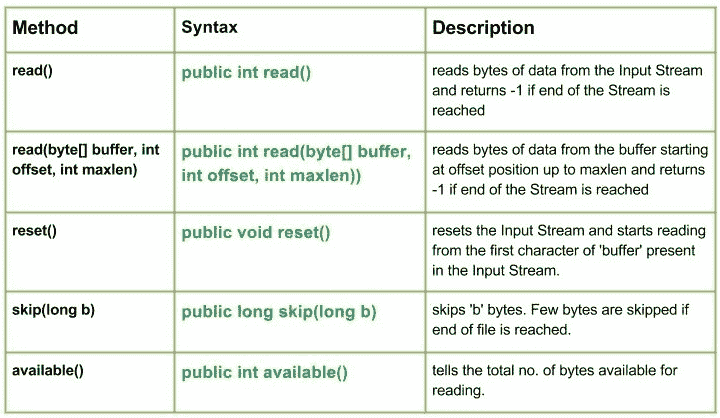 Method Syntax Description
read() public int read() reads bytes of data from the Input Stream
and returns -1 if end of the Stream is
reached
read(byte[] buffer, int public int read(byte[] buffer, reads bytes of data from the buffer starting
offset, int maxlen) int offset, int maxlen)) at offset position up to maxlen and returns
-1 if end of the Stream is reached
reset() public void reset() resets the Input Stream and starts reading
from the first character of 'buffer' present
in the Input Stream.
skip(long b) public long skip(long b) skips 'b' bytes. Few bytes are skipped if
end of file is reached.
available() public int available() tells the total no. of bytes available for
reading.